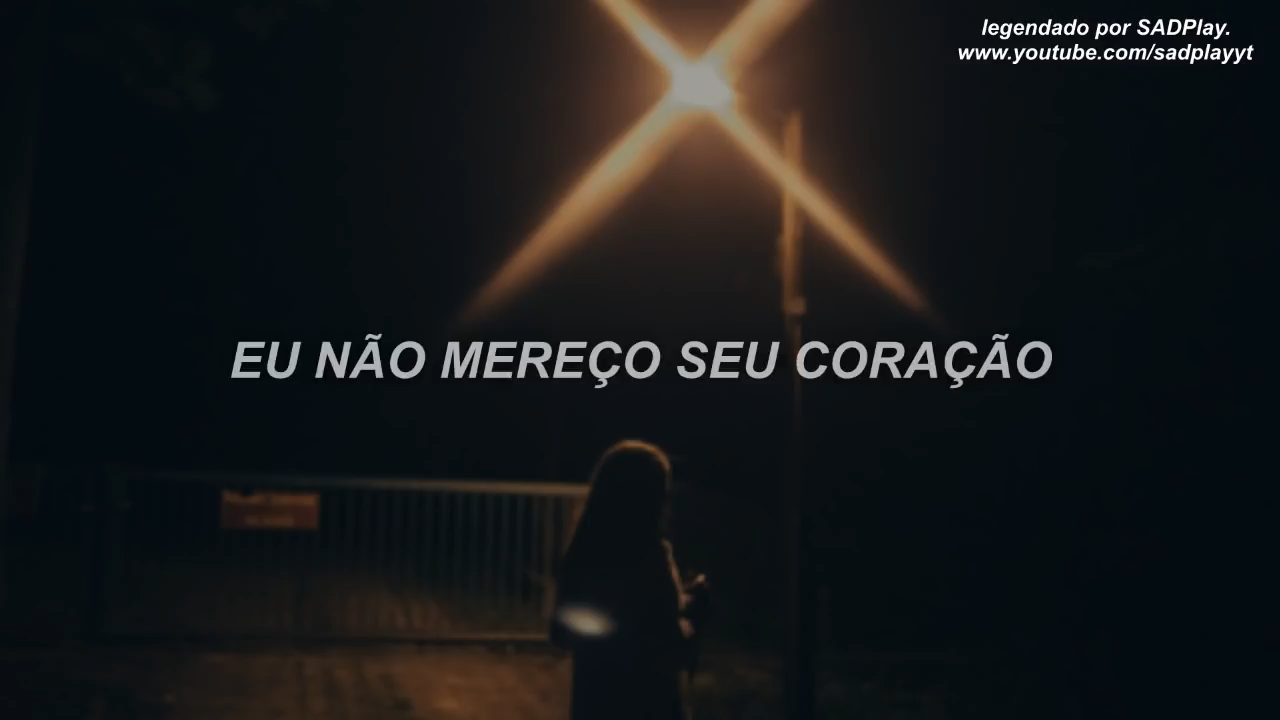 legendado por SADPlay.
www.youtube.com/sadplayyt
EU NÃO MEREÇO SEU CORAÇÃO